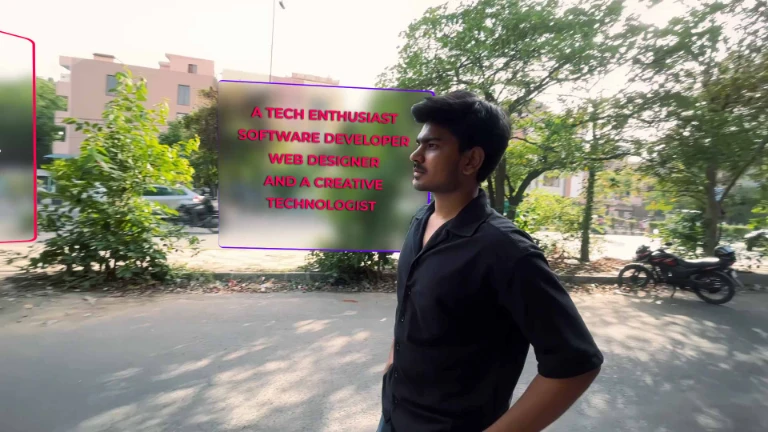 A TECH ENTHUSIAST
SOFTWARE DEVELOPER
WEB DESIGNER
AND A CREATIVE
TECHNOLOGIST